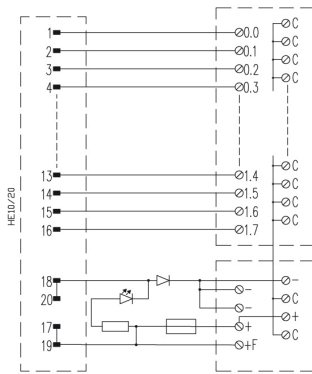 1 0.0 C
2 0.1 C
3 0.2 C
4 0.3 C
HE10/20
13 1.4 C
14 1.5 C
15 1.6 C
16 1.7 C
18 -
20 - C
- +
17 + C
19 +F